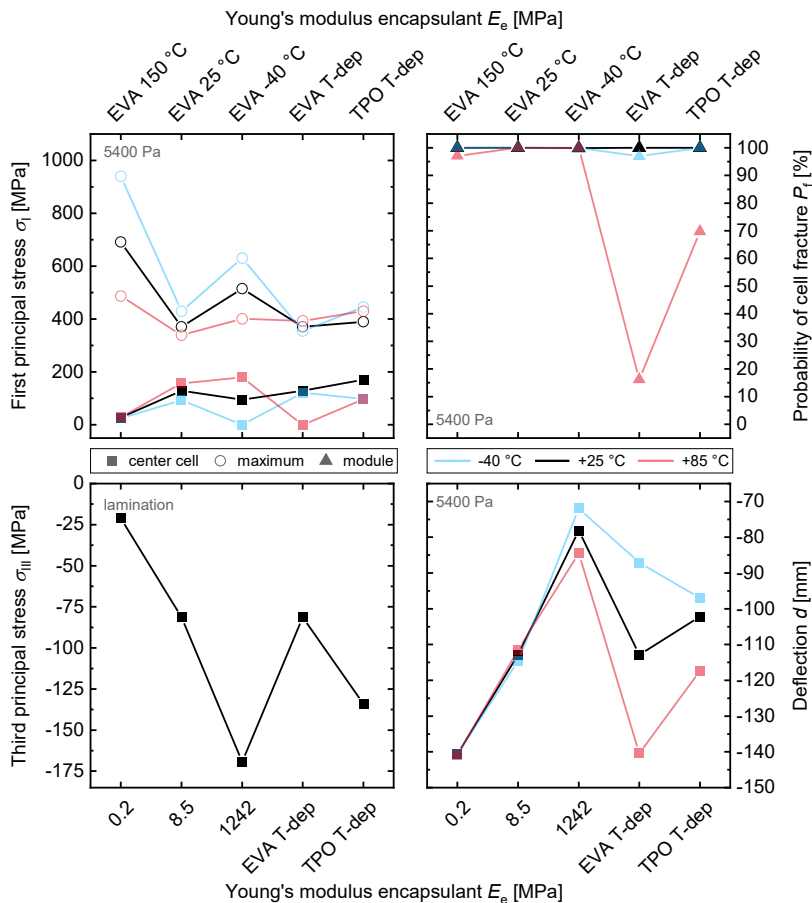 Young's modulus encapsulant E_e [MPa]
EVA 150 °C
EVA 25 °C
EVA -40 °C
EVA T-dep
TPO T-dep
EVA 150 °C
EVA 25 °C
EVA -40 °C
EVA T-dep
TPO T-dep
First principal stress σ_I [MPa]
1000
800
600
400
200
0
5400 Pa
5400 Pa
100
90
80
70
60
50
40
30
20
10
0
Probability of cell fracture P_f [%]
center cell maximum module
-40 °C +25 °C +85 °C
Third principal stress σ_III [MPa]
0
-25
-50
-75
-100
-125
-150
-175
lamination
5400 Pa
-70
-80
-90
-100
-110
-120
-130
-140
-150
Deflection d [mm]
0.2
8.5
1242
EVA T-dep
TPO T-dep
0.2
8.5
1242
EVA T-dep
TPO T-dep
Young's modulus encapsulant E_e [MPa]